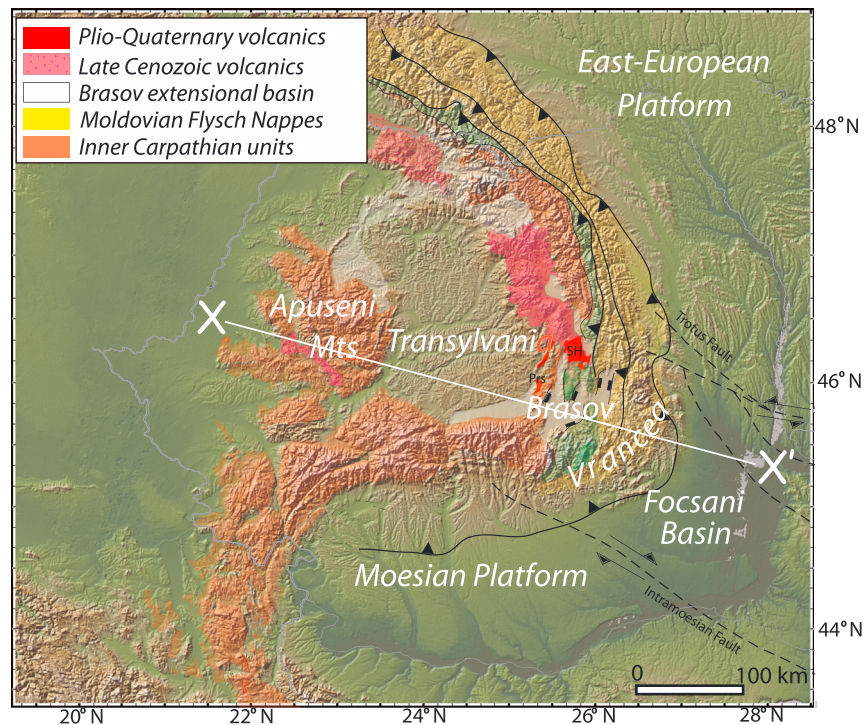 Plio-Quaternary volcanics
Late Cenozoic volcanics
Brasov extensional basin
Moldovian Flysch Nappes
Inner Carpathian units
East-European
Platform
48°N
X
Apuseni
Mts
Transylvania
Trotus Fault
SH
Prs
46°N
Brasov
Vrancea
X'
Focsani
Basin
Moesian Platform
Intramoesian Fault
44°N
0
100 km
20°N
22°N
24°N
26°N
28°N